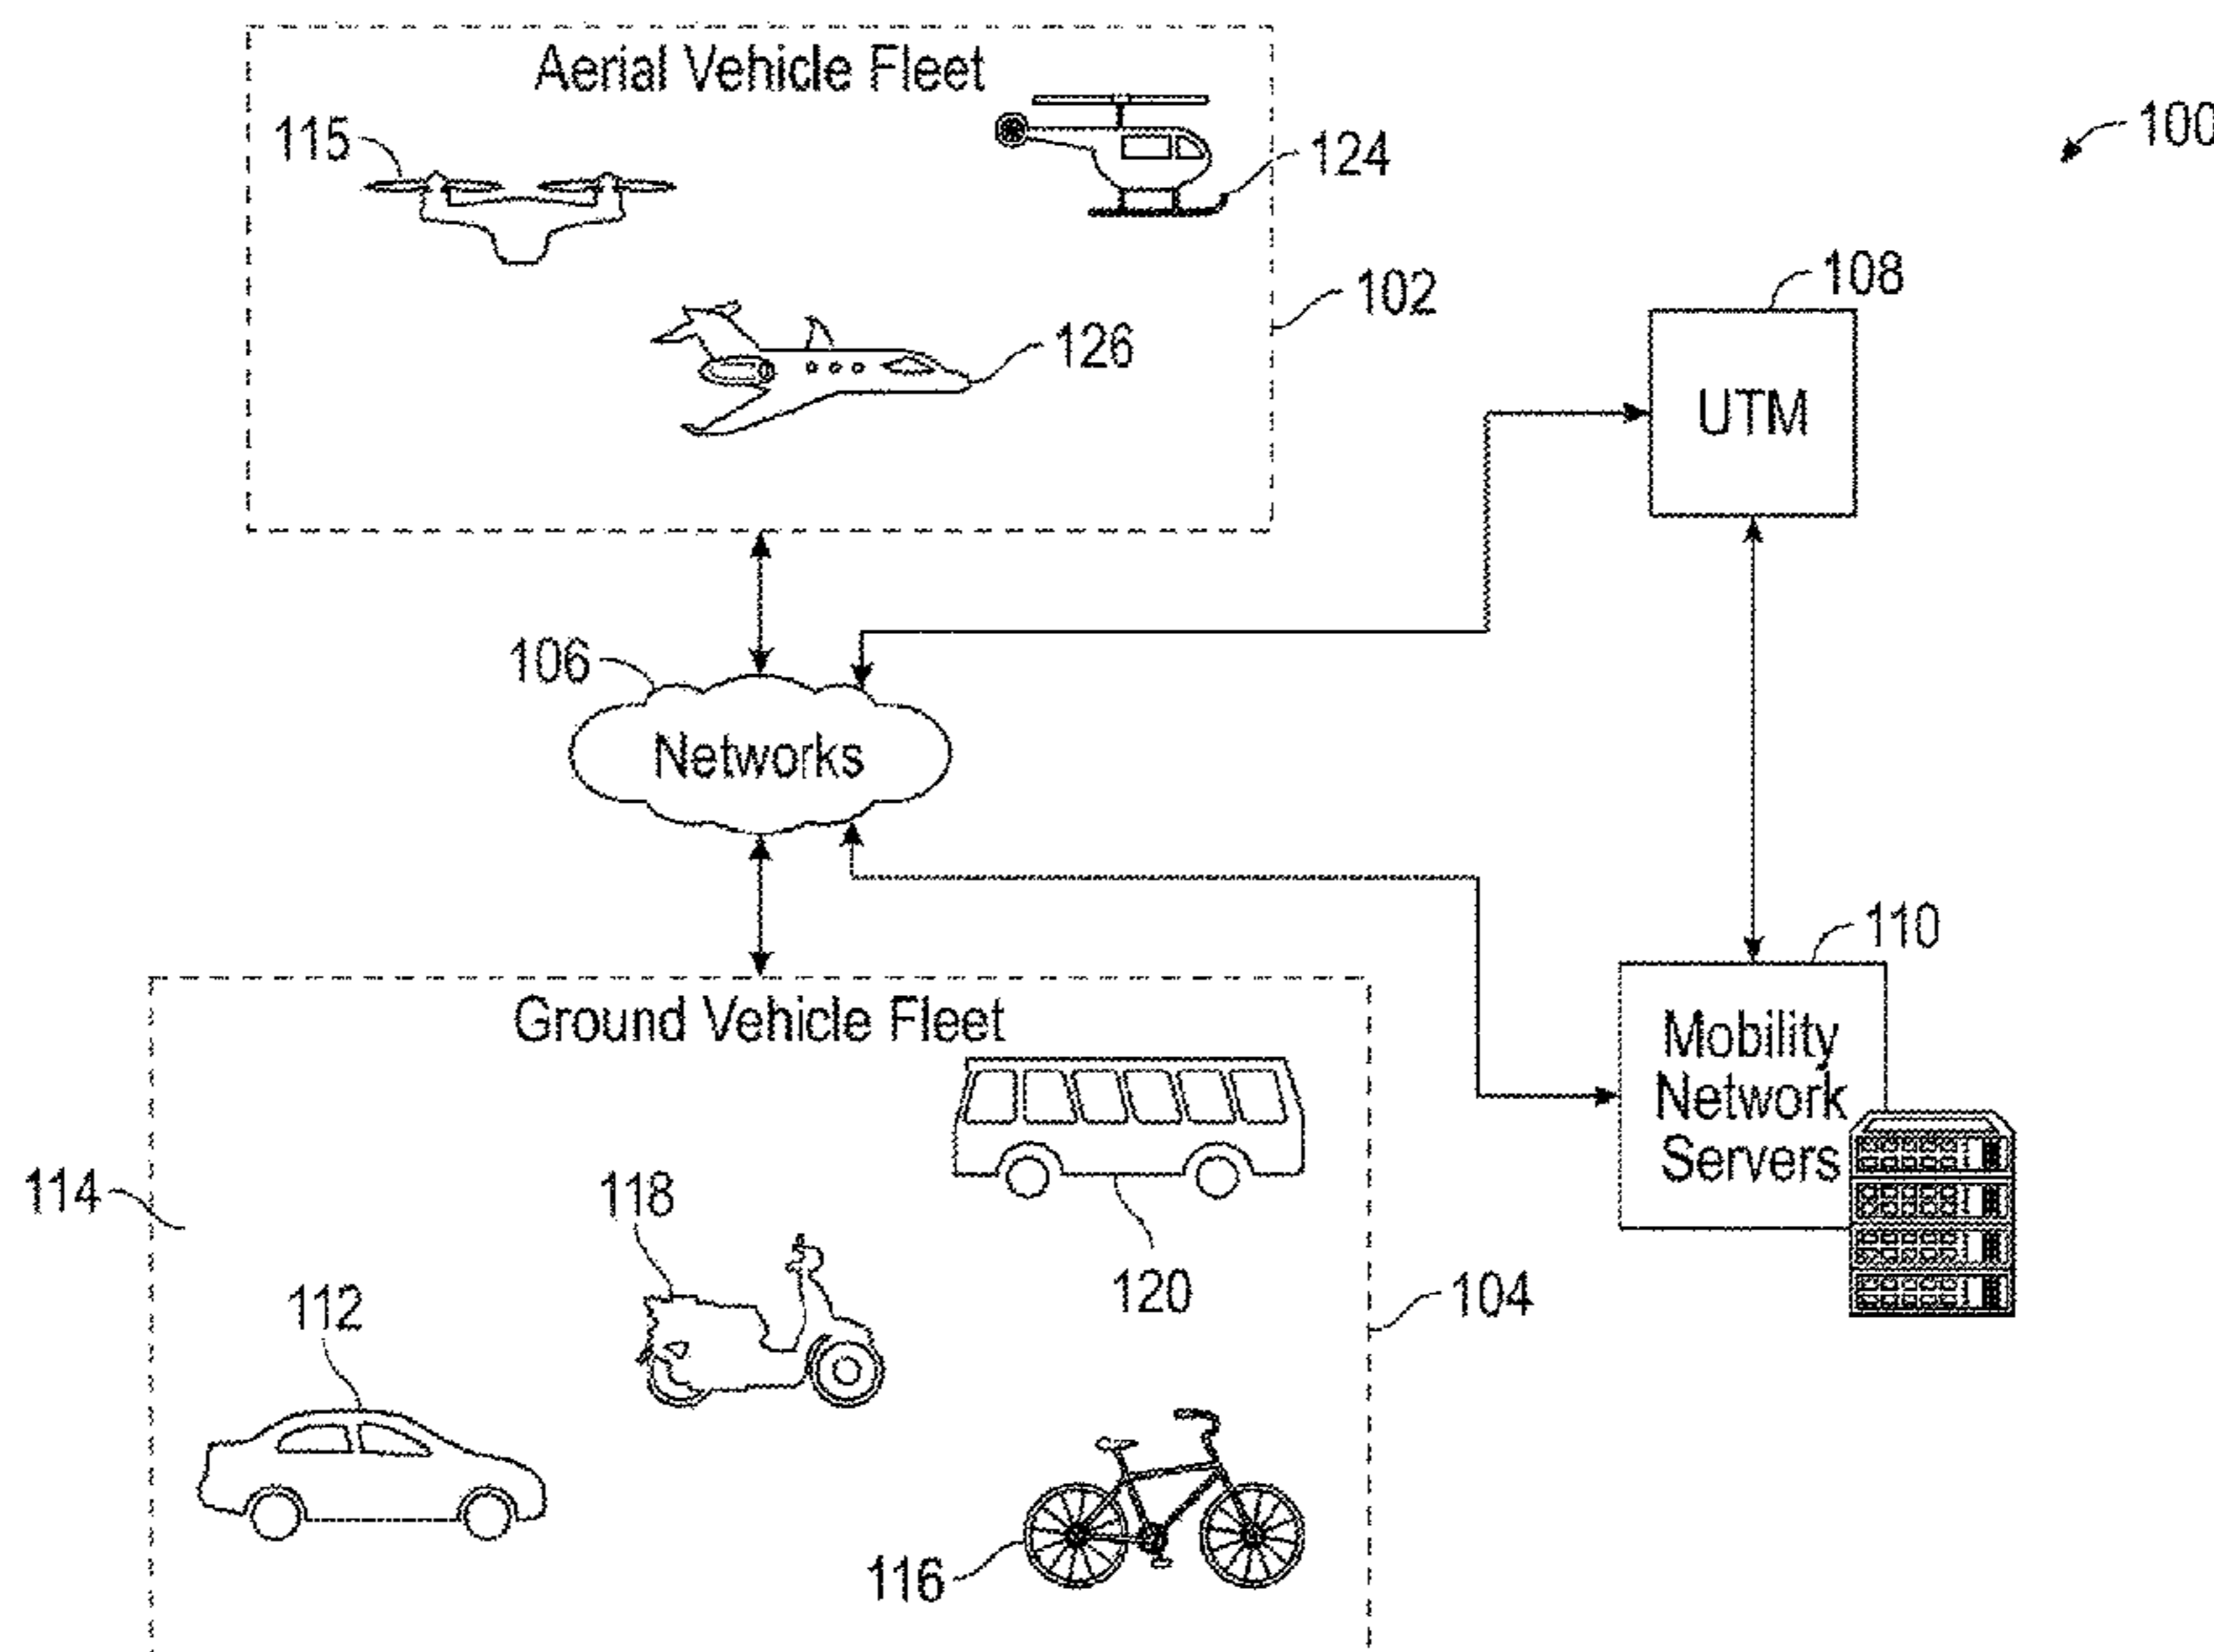 Aerial Vehicle Fleet
115
124
100
102
126
108
UTM
106
Networks
110
Mobility
Network
Servers
Ground Vehicle Fleet
114
118
120
112
104
116